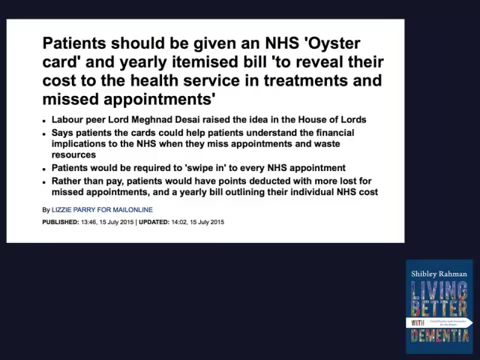 Patients should be given an NHS 'Oyster
card' and yearly itemised bill 'to reveal their
cost to the health service in treatments and
missed appointments'
• Labour peer Lord Meghnad Desai raised the idea in the House of Lords
• Says patients the cards could help patients understand the financial
implications to the NHS when they miss appointments and waste
resources
• Patients would be required to 'swipe in' to every NHS appointment
• Rather than pay, patients would have points deducted with more lost for
missed appointments, and a yearly bill outlining their individual NHS cost
By LIZZIE PARRY FOR MAILONLINE
PUBLISHED: 13:46, 15 July 2015 | UPDATED: 14:02, 15 July 2015
Shibley Rahman
LIVING
BETTER
WITH
DEMENTIA